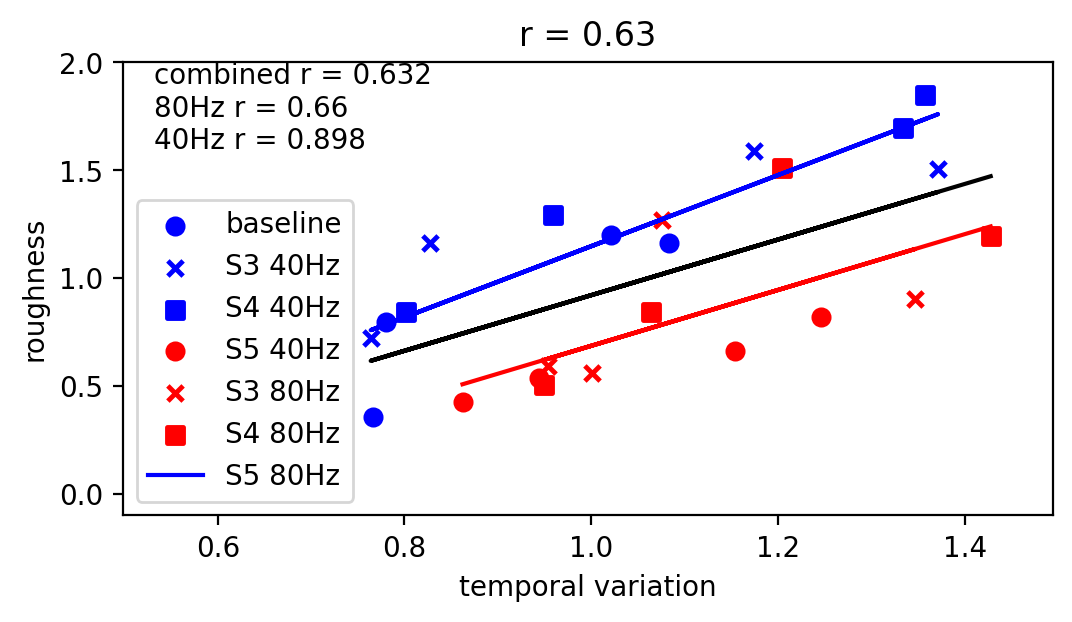 r = 0.63
combined r = 0.632
80Hz r = 0.66
40Hz r = 0.898
baseline
S3 40Hz
S4 40Hz
S5 40Hz
S3 80Hz
S4 80Hz
S5 80Hz
roughness
2.0
1.5
1.0
0.5
0.0
0.6 0.8 1.0 1.2 1.4
temporal variation